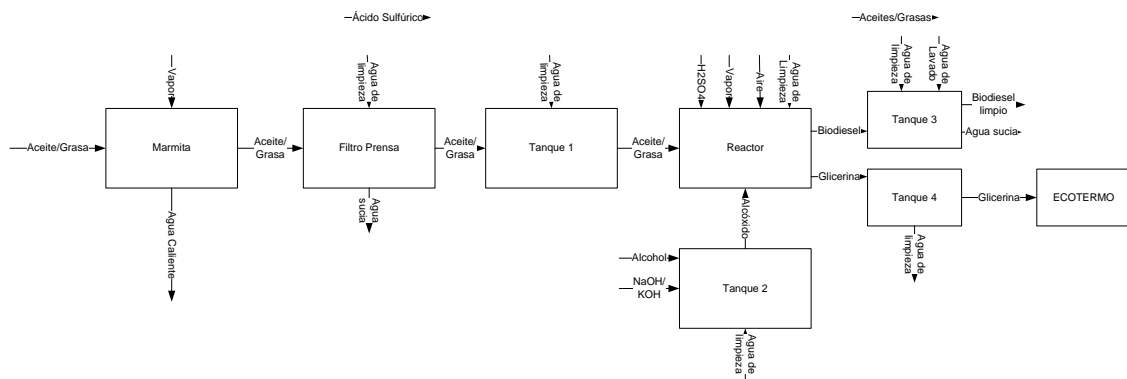 Ácido Sulfúrico
Aceites/Grasas
Vapor
Agua de
limpieza
Agua de
limpieza
H2SO4
Vapor
Aire
Agua de
Limpieza
Agua de
limpieza
Agua de
Lavado
Aceite/Grasa
Marmita
Aceite/
Grasa
Filtro Prensa
Aceite/
Grasa
Tanque 1
Aceite/
Grasa
Reactor
Biodiesel
Tanque 3
Biodiesel
limpio
Agua sucia
Glicerina
Tanque 4
Glicerina
ECOTERMO
Agua Caliente
Agua
sucia
Alcóxido
Agua de
limpieza
Alcohol
NaOH/
KOH
Tanque 2
Agua de
limpieza